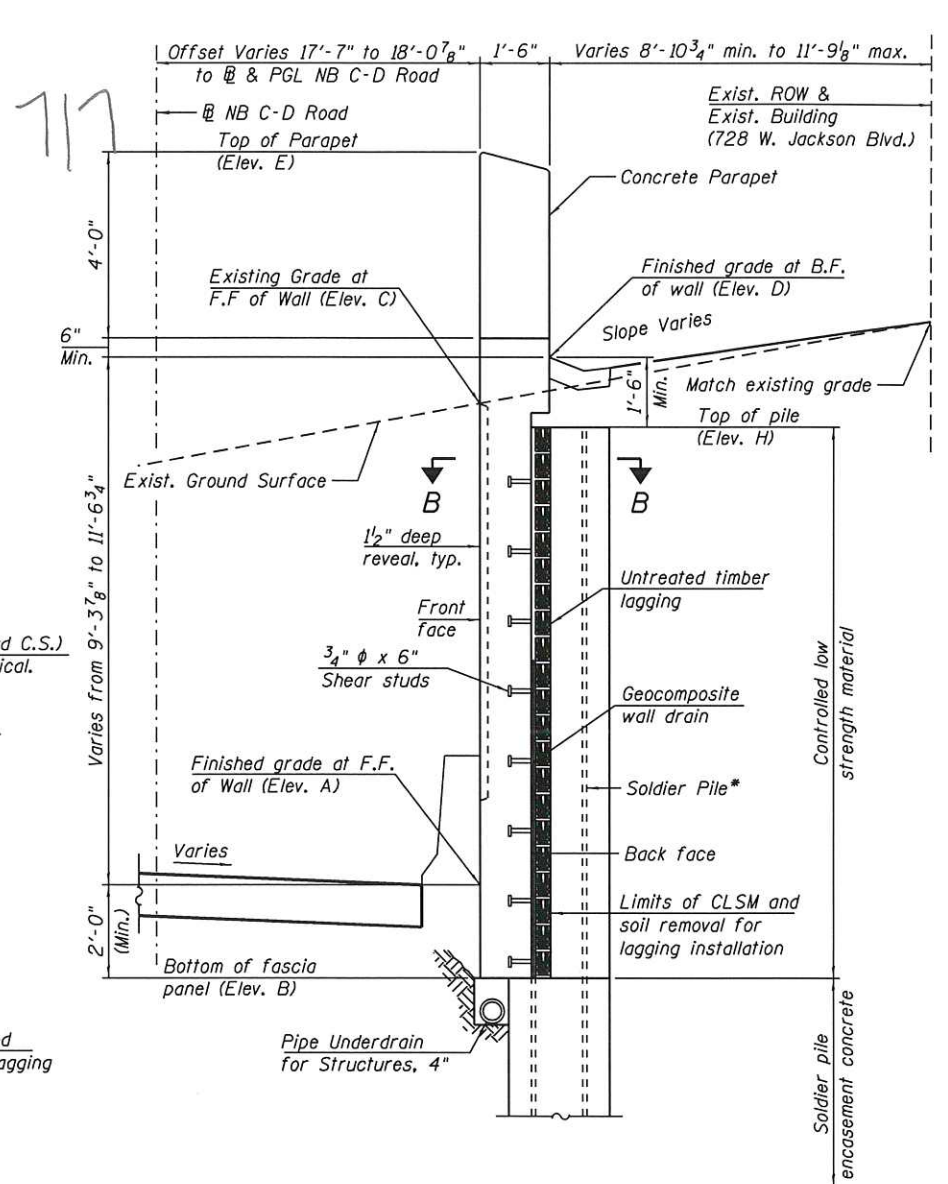 Offset Varies 17'-7" to 18'-0⅞"
to ⅊ & PGL NB C-D Road
1'-6"
Varies 8'-10¾" min. to 11'-9⅛" max.
⅊ NB C-D Road
Exist. ROW &
Exist. Building
(728 W. Jackson Blvd.)
Top of Parapet
(Elev. E)
Concrete Parapet
4'-0"
Existing Grade at
F.F of Wall (Elev. C)
Finished grade at B.F.
of wall (Elev. D)
Slope Varies
6"
Min.
1'-6"
Min.
Match existing grade
Top of pile
(Elev. H)
Exist. Ground Surface
B
B
1½" deep
reveal, typ.
Untreated timber
lagging
Front
face
¾" φ x 6"
Shear studs
Varies from 9'-3⅞" to 11'-6¾"
d C.S.)
ical.
Geocomposite
wall drain
Controlled low
strength material
Finished grade at F.F.
of Wall (Elev. A)
Soldier Pile*
Varies
Back face
Limits of CLSM and
soil removal for
lagging installation
2'-0"
(Min.)
Bottom of fascia
panel (Elev. B)
d
agging
Pipe Underdrain
for Structures, 4"
Soldier pile
encasement concrete